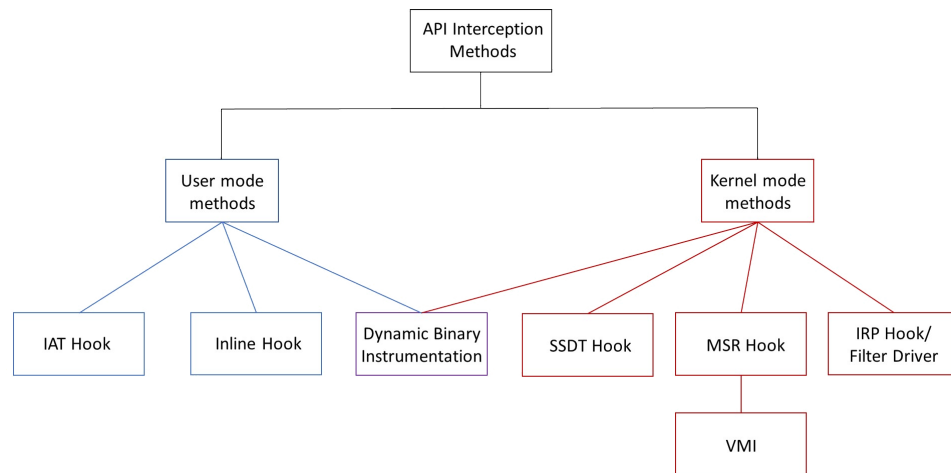 API Interception
Methods
User mode
methods
Kernel mode
methods
IAT Hook
Inline Hook
Dynamic Binary
Instrumentation
SSDT Hook
MSR Hook
IRP Hook/
Filter Driver
VMI